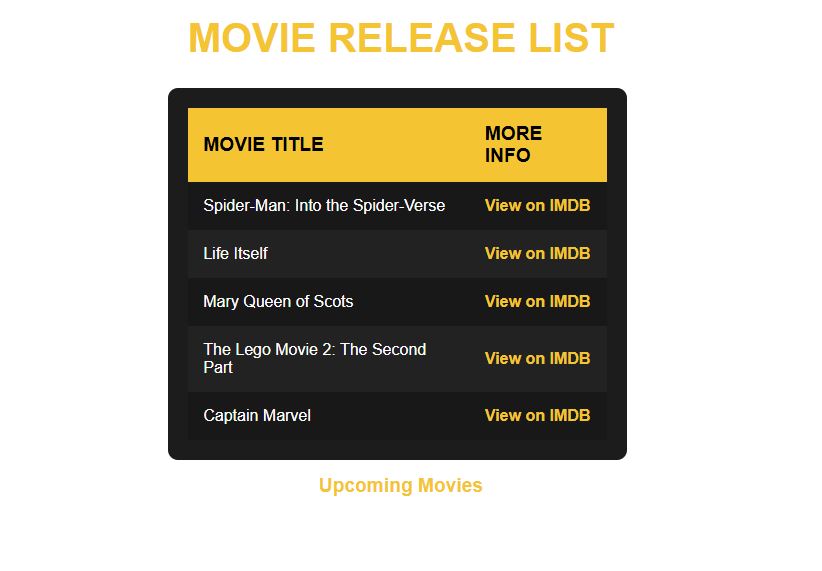 MOVIE RELEASE LIST
MOVIE TITLE
MORE
INFO
Spider-Man: Into the Spider-Verse
View on IMDB
Life Itself
View on IMDB
Mary Queen of Scots
View on IMDB
The Lego Movie 2: The Second
Part
View on IMDB
Captain Marvel
View on IMDB
Upcoming Movies